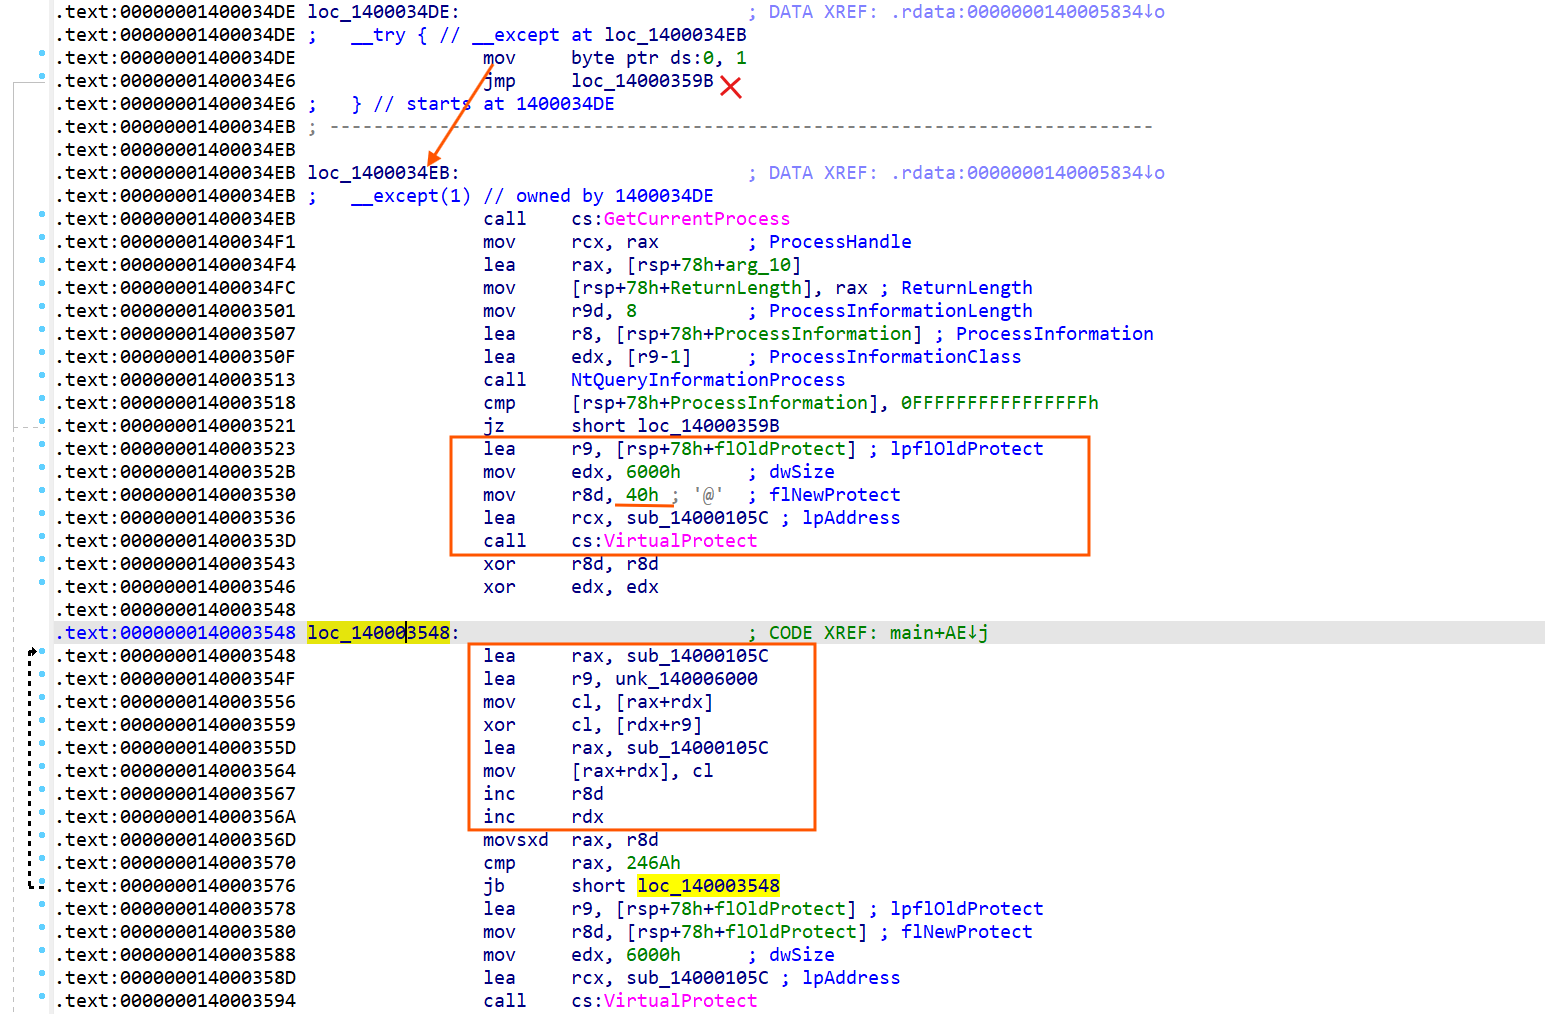 .text:00000001400034DE loc_1400034DE: ; DATA XREF: .rdata:0000000140005834↓o
.text:00000001400034DE ; __try { // __except at loc_1400034EB
.text:00000001400034DE mov byte ptr ds:0, 1
.text:00000001400034E6 jmp loc_14000359B
.text:00000001400034E6 ; } // starts at 1400034DE
.text:00000001400034EB ; ---------------------------------------------------------------------------
.text:00000001400034EB
.text:00000001400034EB loc_1400034EB: ; DATA XREF: .rdata:0000000140005834↓o
.text:00000001400034EB ; __except(1) // owned by 1400034DE
.text:00000001400034EB call cs:GetCurrentProcess
.text:00000001400034F1 mov rcx, rax ; ProcessHandle
.text:00000001400034F4 lea rax, [rsp+78h+arg_10]
.text:00000001400034FC mov [rsp+78h+ReturnLength], rax ; ReturnLength
.text:0000000140003501 mov r9d, 8 ; ProcessInformationLength
.text:0000000140003507 lea r8, [rsp+78h+ProcessInformation] ; ProcessInformation
.text:000000014000350F lea edx, [r9-1] ; ProcessInformationClass
.text:0000000140003513 call NtQueryInformationProcess
.text:0000000140003518 cmp [rsp+78h+ProcessInformation], 0FFFFFFFFFFFFFFFFh
.text:0000000140003521 jz short loc_14000359B
.text:0000000140003523 lea r9, [rsp+78h+flOldProtect] ; lpflOldProtect
.text:000000014000352B mov edx, 6000h ; dwSize
.text:0000000140003530 mov r8d, 40h ; '@' ; flNewProtect
.text:0000000140003536 lea rcx, sub_14000105C ; lpAddress
.text:000000014000353D call cs:VirtualProtect
.text:0000000140003543 xor r8d, r8d
.text:0000000140003546 xor edx, edx
.text:0000000140003548
.text:0000000140003548 loc_140003548: ; CODE XREF: main+AE↓j
.text:0000000140003548 lea rax, sub_14000105C
.text:000000014000354F lea r9, unk_140006000
.text:0000000140003556 mov cl, [rax+rdx]
.text:0000000140003559 xor cl, [rdx+r9]
.text:000000014000355D lea rax, sub_14000105C
.text:0000000140003564 mov [rax+rdx], cl
.text:0000000140003567 inc r8d
.text:000000014000356A inc rdx
.text:000000014000356D movsxd rax, r8d
.text:0000000140003570 cmp rax, 246Ah
.text:0000000140003576 jb short loc_140003548
.text:0000000140003578 lea r9, [rsp+78h+flOldProtect] ; lpflOldProtect
.text:0000000140003580 mov r8d, [rsp+78h+flOldProtect] ; flNewProtect
.text:0000000140003588 mov edx, 6000h ; dwSize
.text:000000014000358D lea rcx, sub_14000105C ; lpAddress
.text:0000000140003594 call cs:VirtualProtect